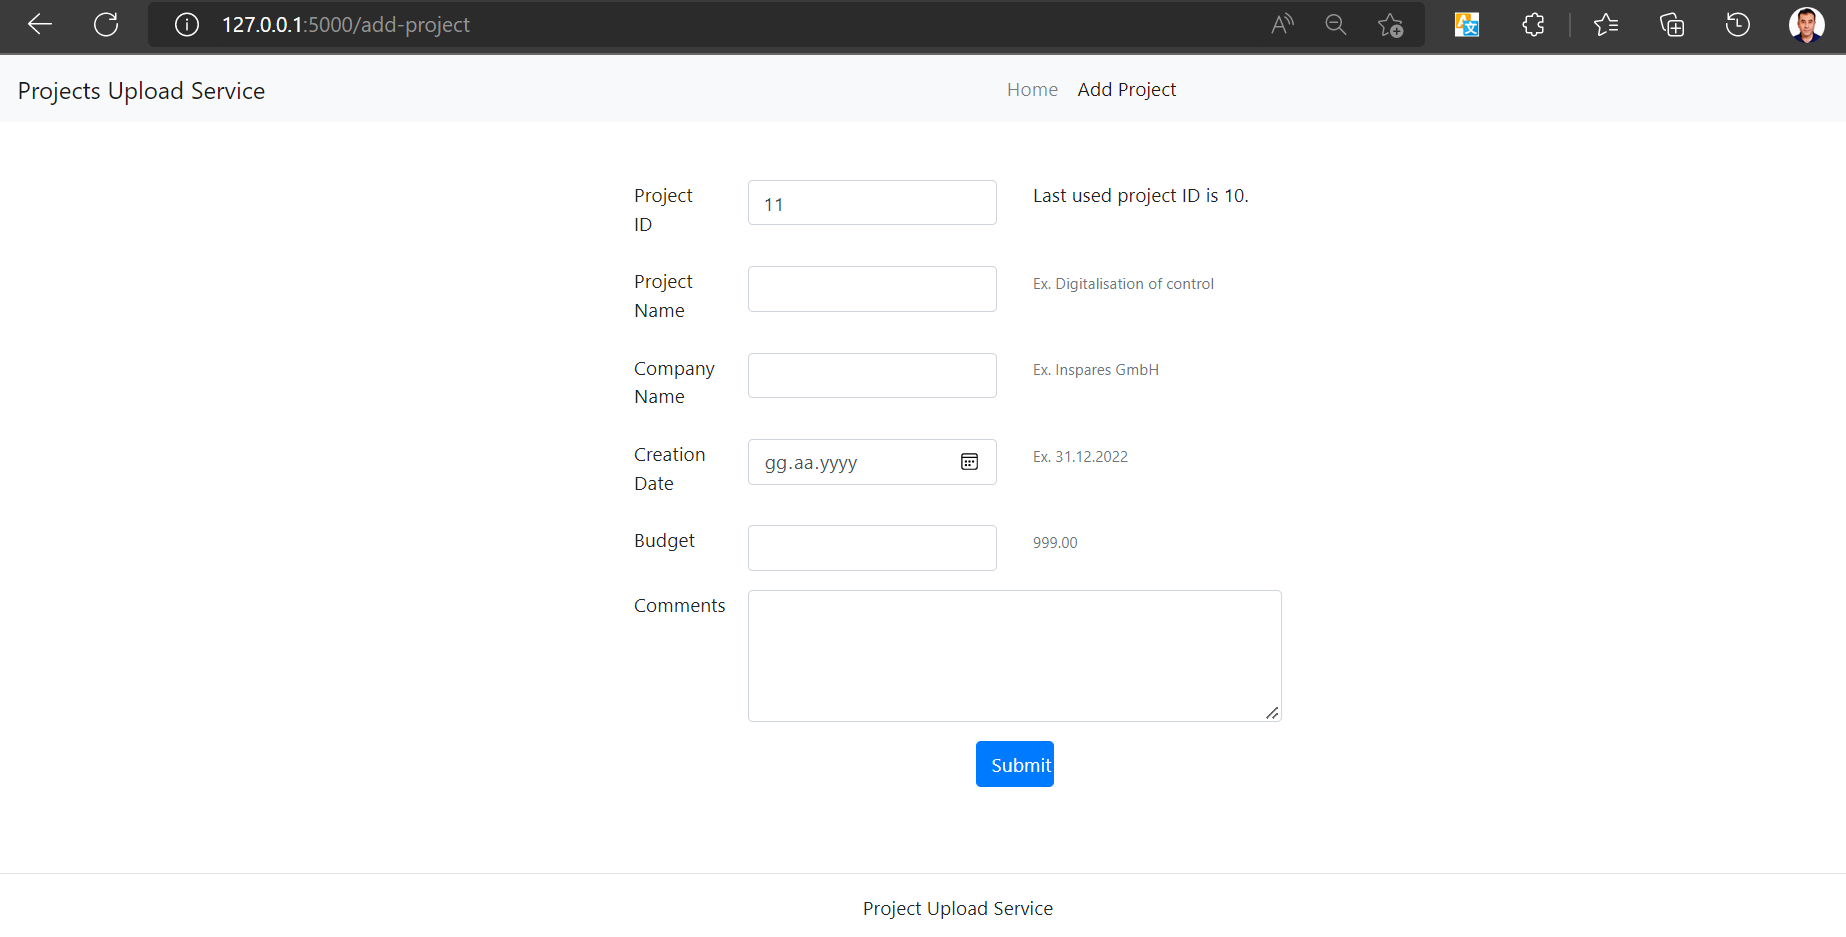 127.0.0.1:5000/add-project
Projects Upload Service
Home Add Project
Project
ID
11
Last used project ID is 10.
Project
Name
Ex. Digitalisation of control
Company
Name
Ex. Inspares GmbH
Creation
Date
gg.aa.yyyy
Ex. 31.12.2022
Budget
999.00
Comments
Submit
Project Upload Service